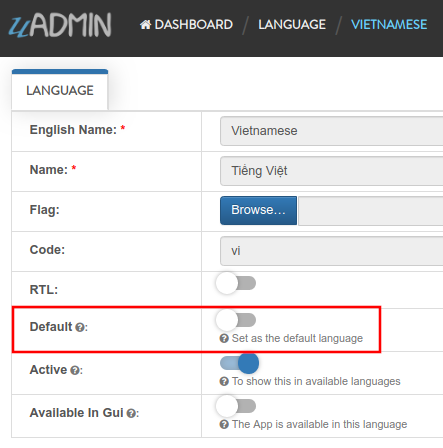 uADMIN DASHBOARD / LANGUAGE / VIETNAMESE
LANGUAGE
English Name: * Vietnamese
Name: * Tiếng Việt
Flag: Browse...
Code: vi
RTL:
Default ?:
? Set as the default language
Active ?:
? To show this in available languages
Available In Gui ?:
? The App is available in this language